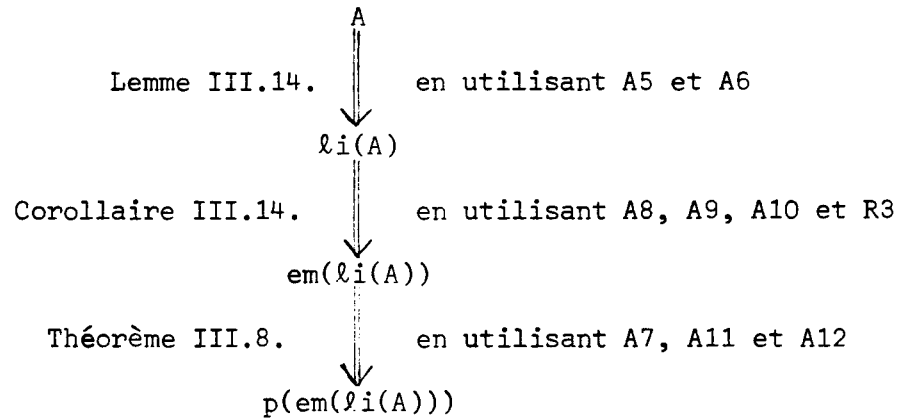 A
Lemme III.14. en utilisant A5 et A6
ℓi(A)
Corollaire III.14. en utilisant A8, A9, A10 et R3
em(ℓi(A))
Théorème III.8. en utilisant A7, A11 et A12
p(em(ℓi(A)))